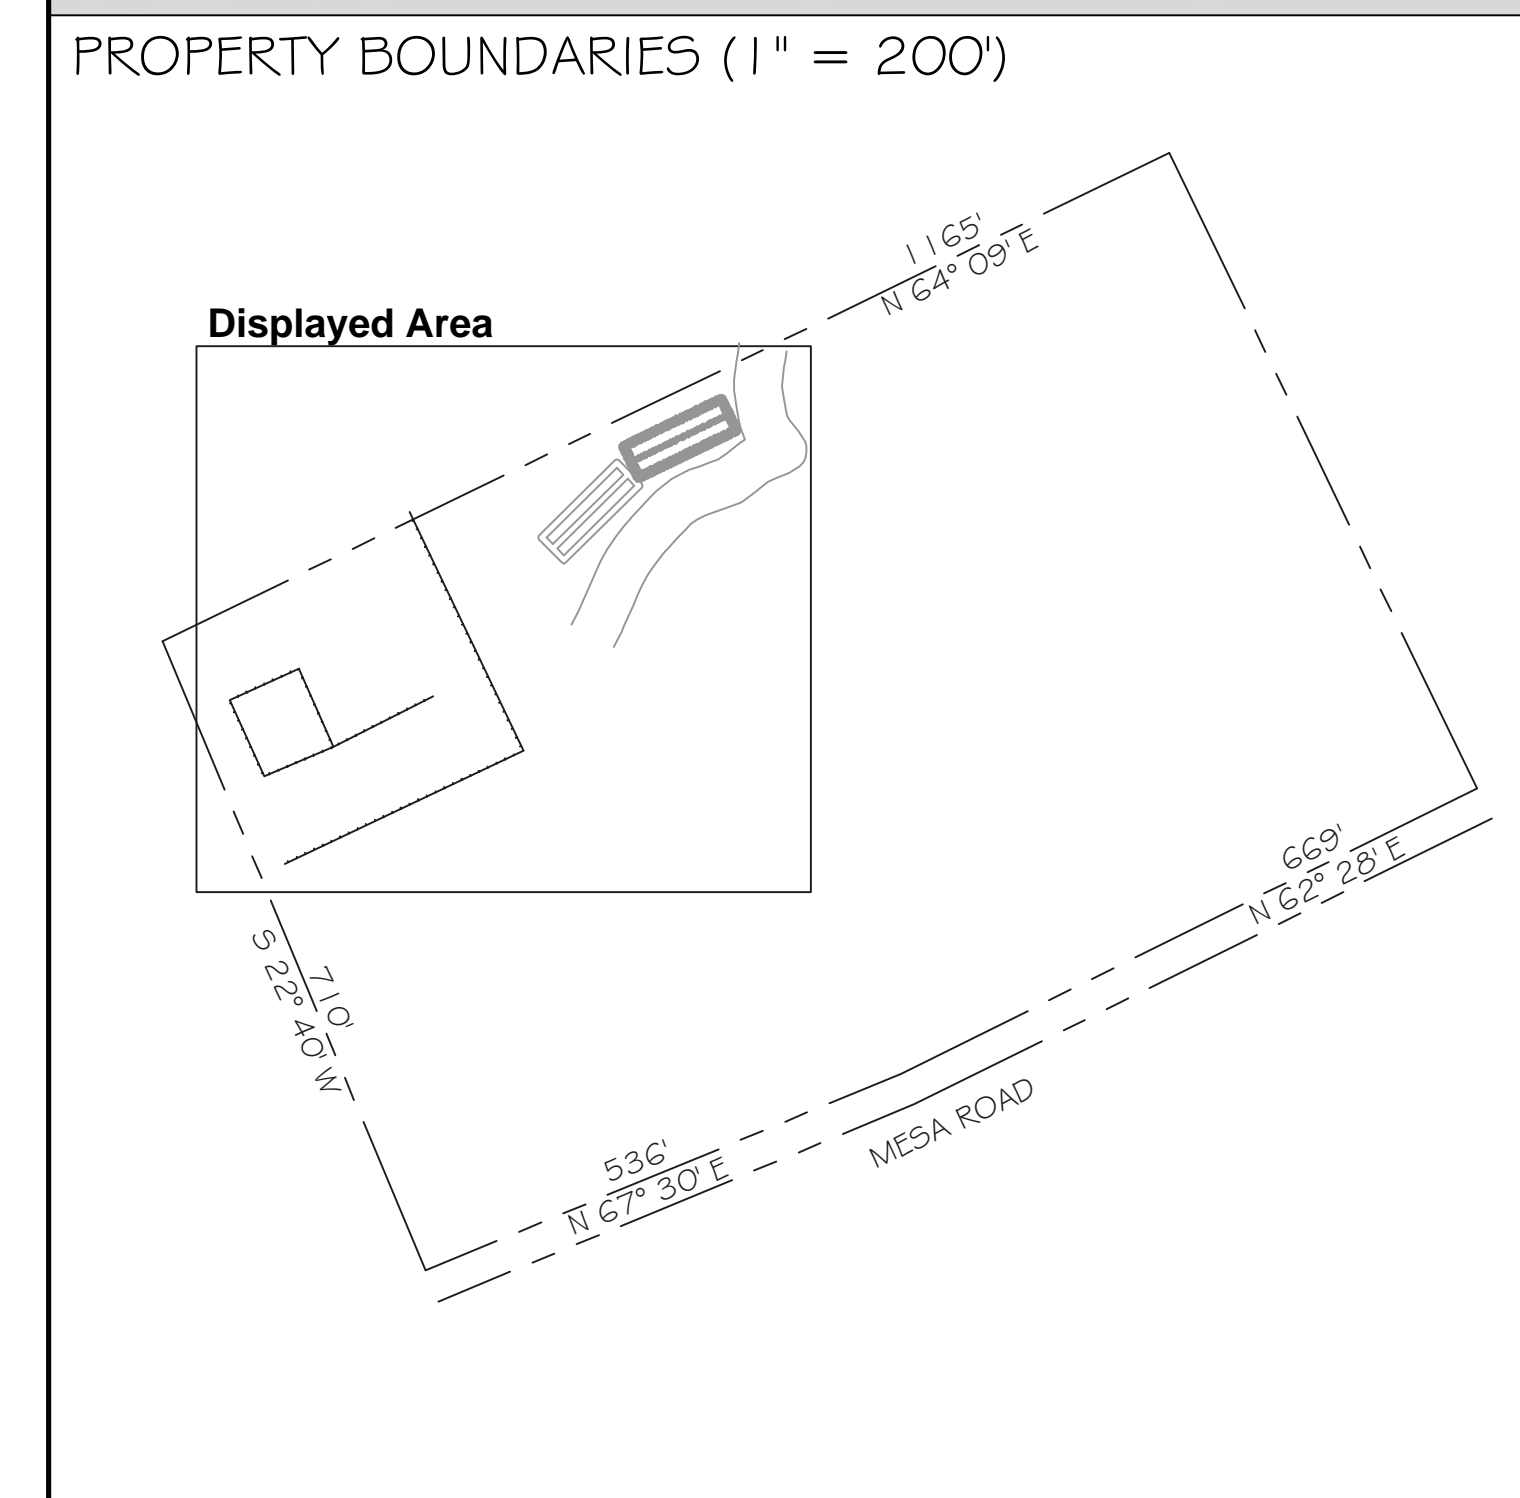 PROPERTY BOUNDARIES (1" = 200')
1165'
N 64° 09' E
Displayed Area
669'
N 62° 28' E
710'
S 22° 40' W
MESA ROAD
536'
N 67° 30' E